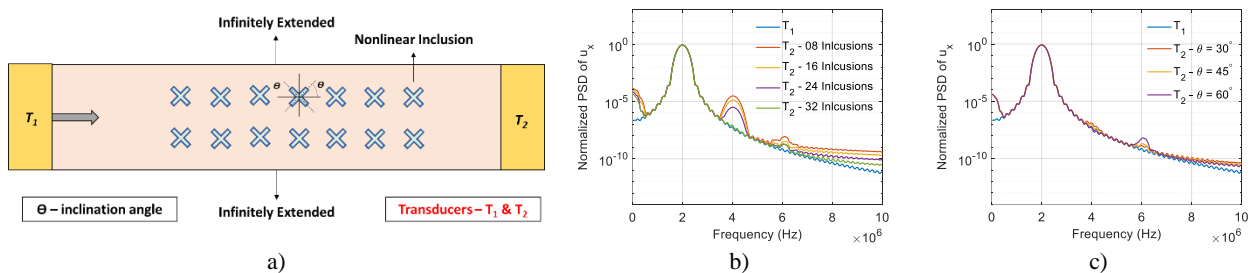 Infinitely Extended
Nonlinear Inclusion
ɵ ɵ
T1
T2
ɵ – inclination angle
Infinitely Extended
Transducers – T1 & T2
a)
Normalized PSD of ux
10^0
10^-5
10^-10
T1
T2 - 08 Inlcusions
T2 - 16 Inlcusions
T2 - 24 Inlcusions
T2 - 32 Inlcusions
0 2 4 6 8 10
Frequency (Hz)
× 10^6
b)
Normalized PSD of ux
10^0
10^-5
10^-10
T1
T2 - θ = 30°
T2 - θ = 45°
T2 - θ = 60°
0 2 4 6 8 10
Frequency (Hz)
× 10^6
c)